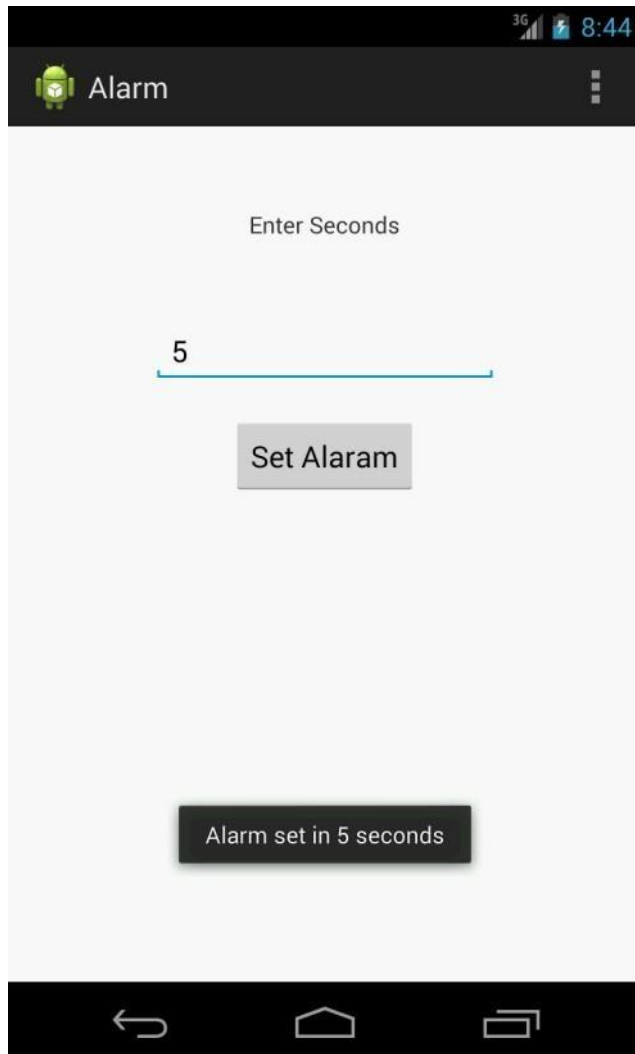 3G 8:44
Alarm
Enter Seconds
5
Set Alaram
Alarm set in 5 seconds